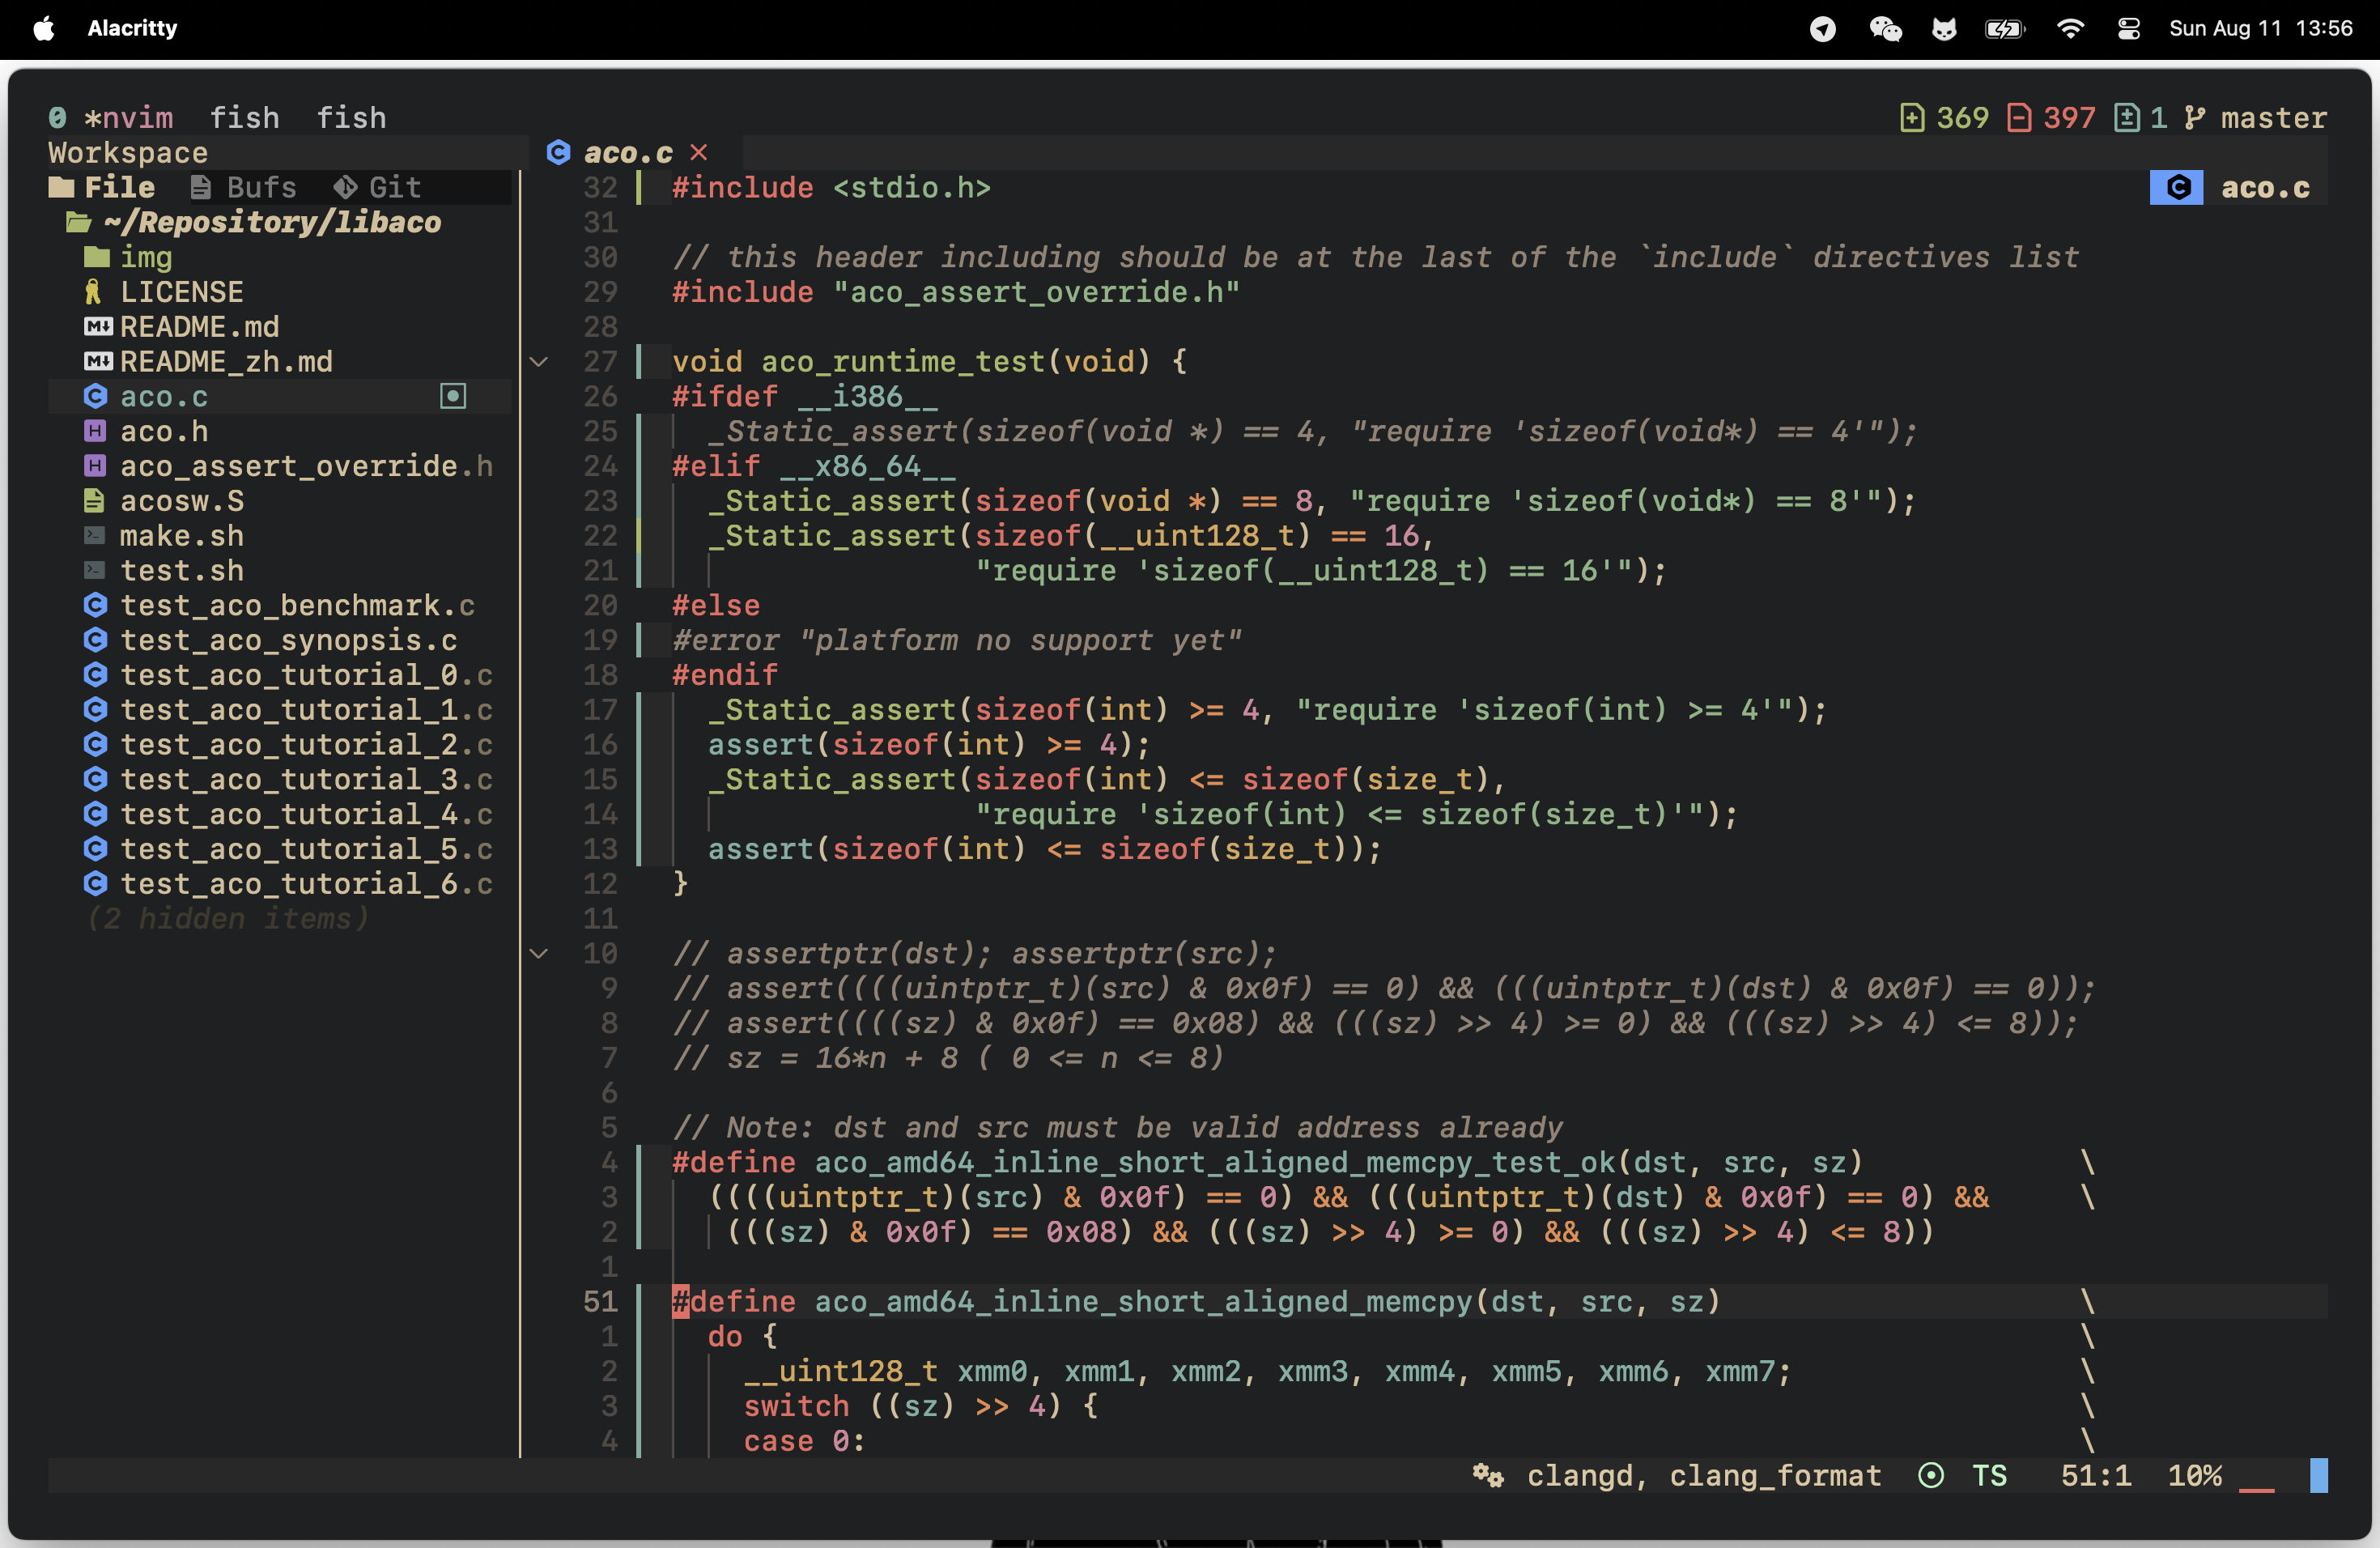 Alacritty
Sun Aug 11 13:56
0 *nvim fish fish
369 397 1 master
Workspace
aco.c
File Bufs Git
aco.c
~/Repository/libaco
img
LICENSE
README.md
README_zh.md
aco.c
aco.h
aco_assert_override.h
acosw.S
make.sh
test.sh
test_aco_benchmark.c
test_aco_synopsis.c
test_aco_tutorial_0.c
test_aco_tutorial_1.c
test_aco_tutorial_2.c
test_aco_tutorial_3.c
test_aco_tutorial_4.c
test_aco_tutorial_5.c
test_aco_tutorial_6.c
(2 hidden items)
32 #include <stdio.h>
31
30 // this header including should be at the last of the `include` directives list
29 #include "aco_assert_override.h"
28
27 void aco_runtime_test(void) {
26 #ifdef __i386__
25   _Static_assert(sizeof(void *) == 4, "require 'sizeof(void*) == 4'");
24 #elif __x86_64__
23   _Static_assert(sizeof(void *) == 8, "require 'sizeof(void*) == 8'");
22   _Static_assert(sizeof(__uint128_t) == 16,
21                  "require 'sizeof(__uint128_t) == 16'");
20 #else
19 #error "platform no support yet"
18 #endif
17   _Static_assert(sizeof(int) >= 4, "require 'sizeof(int) >= 4'");
16   assert(sizeof(int) >= 4);
15   _Static_assert(sizeof(int) <= sizeof(size_t),
14                  "require 'sizeof(int) <= sizeof(size_t)'");
13   assert(sizeof(int) <= sizeof(size_t));
12 }
11
10 // assertptr(dst); assertptr(src);
9 // assert((((uintptr_t)(src) & 0x0f) == 0) && (((uintptr_t)(dst) & 0x0f) == 0));
8 // assert((((sz) & 0x0f) == 0x08) && (((sz) >> 4) >= 0) && (((sz) >> 4) <= 8));
7 // sz = 16*n + 8 ( 0 <= n <= 8)
6
5 // Note: dst and src must be valid address already
4 #define aco_amd64_inline_short_aligned_memcpy_test_ok(dst, src, sz) \
3   ((((uintptr_t)(src) & 0x0f) == 0) && (((uintptr_t)(dst) & 0x0f) == 0) && \
2    (((sz) & 0x0f) == 0x08) && (((sz) >> 4) >= 0) && (((sz) >> 4) <= 8))
1
51 #define aco_amd64_inline_short_aligned_memcpy(dst, src, sz) \
1   do { \
2     __uint128_t xmm0, xmm1, xmm2, xmm3, xmm4, xmm5, xmm6, xmm7; \
3     switch ((sz) >> 4) { \
4     case 0: \
clangd, clang_format TS 51:1 10%